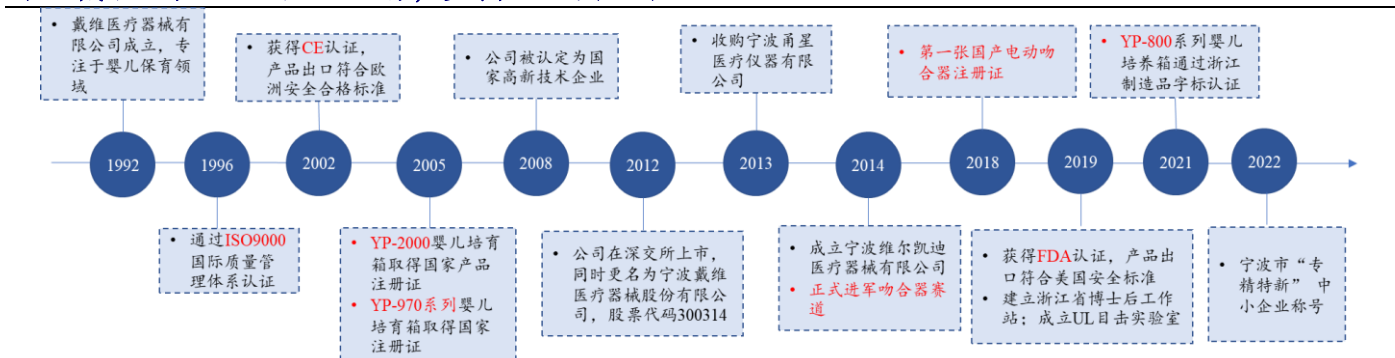 • 戴维医疗器械有
限公司成立，专
注于婴儿保育领
域
• 获得CE认证，
产品出口符合欧
洲安全合格标准
• 公司被认定为国
家高新技术企业
• 收购宁波甬星
医疗仪器有限
公司
• 第一张国产电动吻
合器注册证
• YP-800系列婴儿
培养箱通过浙江
制造品字标认证
1992
1996
2002
2005
2008
2012
2013
2014
2018
2019
2021
2022
• 通过ISO9000
国际质量管
理体系认证
• YP-2000婴儿培育
箱取得国家产品
注册证
• YP-970系列婴儿
培育箱取得国家
注册证
• 公司在深交所上市，
同时更名为宁波戴维
医疗器械股份有限公
司，股票代码300314
• 成立宁波维尔凯迪
医疗器械有限公司
• 正式进军吻合器赛
道
• 获得FDA认证，产品出
口符合美国安全标准
• 建立浙江省博士后工作
站；成立UL目击实验室
• 宁波市“专
精特新” 中
小企业称号